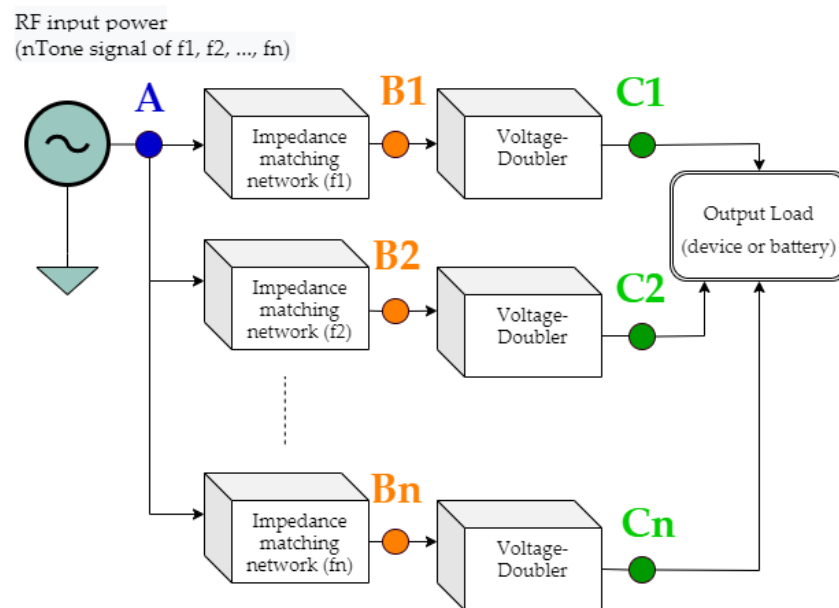 RF input power
(nTone signal of f1, f2, ..., fn)
A
B1
C1
Impedance
matching
network (f1)
Voltage-
Doubler
Output Load
(device or battery)
B2
C2
Impedance
matching
network (f2)
Voltage-
Doubler
Bn
Cn
Impedance
matching
network (fn)
Voltage-
Doubler